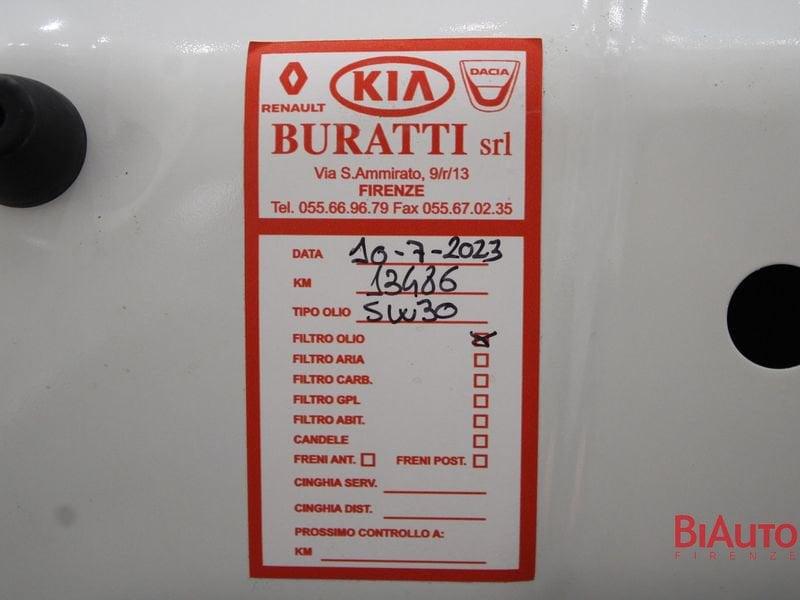 RENAULT KIA DACIA
BURATTI srl
Via S.Ammirato, 9/r/13
FIRENZE
Tel. 055.66.96.79 Fax 055.67.02.35
DATA 10-7-2023
KM 13486
TIPO OLIO 5W30
FILTRO OLIO
FILTRO ARIA
FILTRO CARB.
FILTRO GPL
FILTRO ABIT.
CANDELE
FRENI ANT. FRENI POST.
CINGHIA SERV.
CINGHIA DIST.
PROSSIMO CONTROLLO A:
KM
BIAUTO
FIRENZE